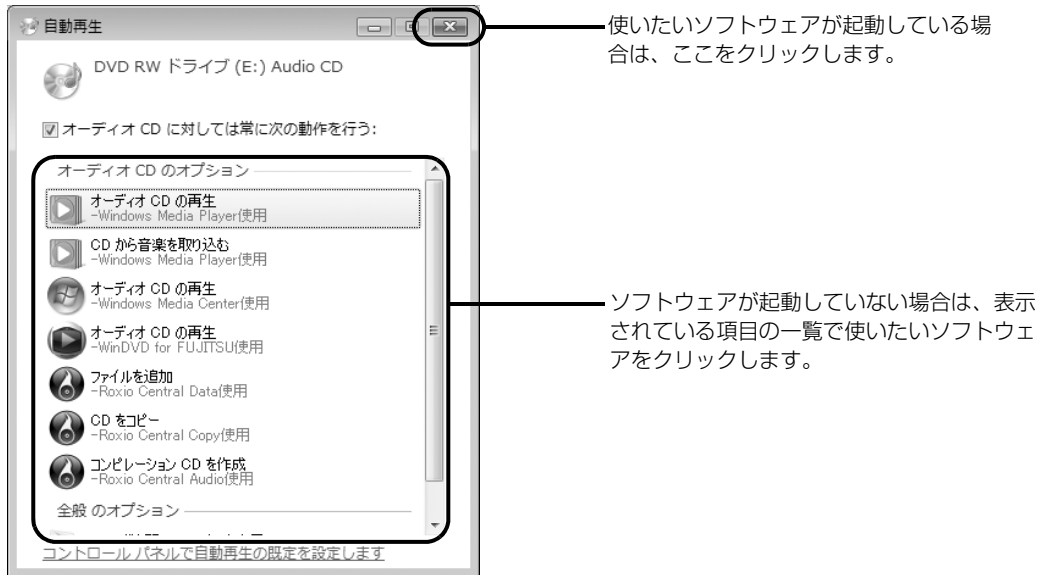 自動再生
DVD RW ドライブ (E:) Audio CD
オーディオ CD に対しては常に次の動作を行う:
オーディオ CD のオプション
オーディオ CD の再生
-Windows Media Player使用
CD から音楽を取り込む
-Windows Media Player使用
オーディオ CD の再生
-Windows Media Center使用
オーディオ CD の再生
-WinDVD for FUJITSU使用
ファイルを追加
-Roxio Central Data使用
CD をコピー
-Roxio Central Copy使用
コンピレーション CD を作成
-Roxio Central Audio使用
全般 のオプション
コントロール パネルで自動再生の既定を設定します
使いたいソフトウェアが起動している場
合は、ここをクリックします。
ソフトウェアが起動していない場合は、表示
されている項目の一覧で使いたいソフトウェ
アをクリックします。